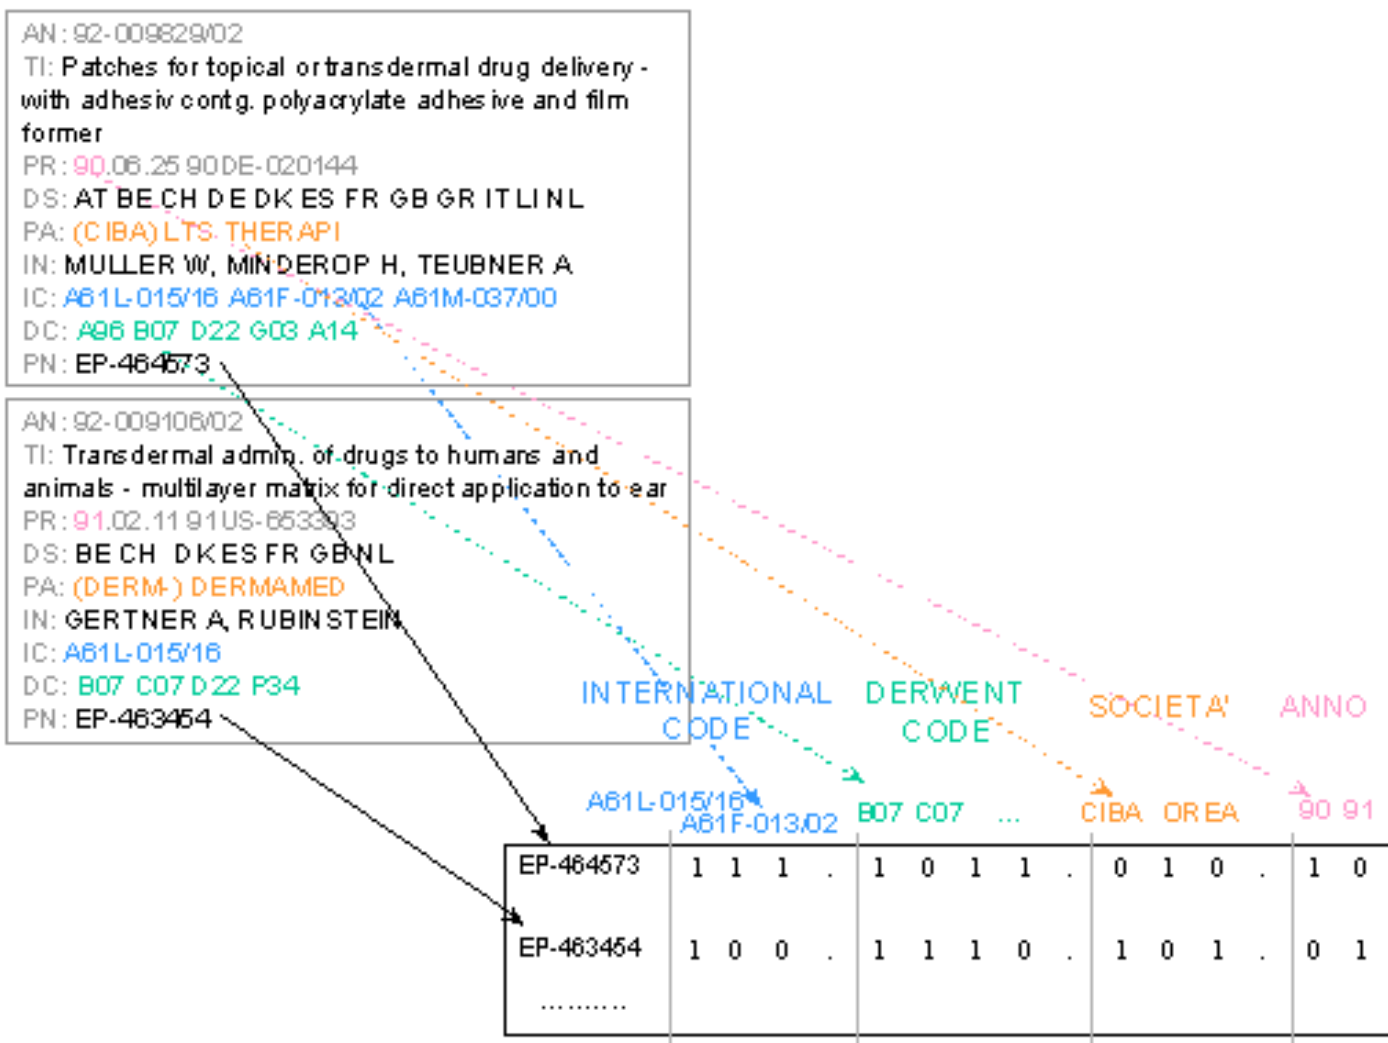 AN: 92-009829/02
TI: Patches for topical or transdermal drug delivery -
with adhesiv contg. polyacrylate adhesive and film
former
PR: 90.06.25 90DE-020144
DS: AT BE CH DE DK ES FR GB GR IT LI NL
PA: (CIBA) LTS THERAPI
IN: MULLER W, MINDEROP H, TEUBNER A
IC: A61L-015/16 A61F-013/02 A61M-037/00
DC: A96 B07 D22 G03 A14
PN: EP-464573
AN: 92-009106/02
TI: Transdermal admin. of drugs to humans and
animals - multilayer matrix for direct application to ear
PR: 91.02.11 91US-653393
DS: BE CH DK ES FR GB NL
PA: (DERM-) DERMAMED
IN: GERTNER A, RUBINSTEIN
IC: A61L-015/16
DC: B07 C07 D22 P34
PN: EP-463454
INTERNATIONAL CODE
DERWENT CODE
SOCIETA'
ANNO
A61L-015/16
A61F-013/02
B07 C07 ...
CIBA OREA
90 91
EP-464573 1 1 1 . 1 0 1 1 . 0 1 0 . 1 0
EP-463454 1 0 0 . 1 1 1 0 . 1 0 1 . 0 1
..........